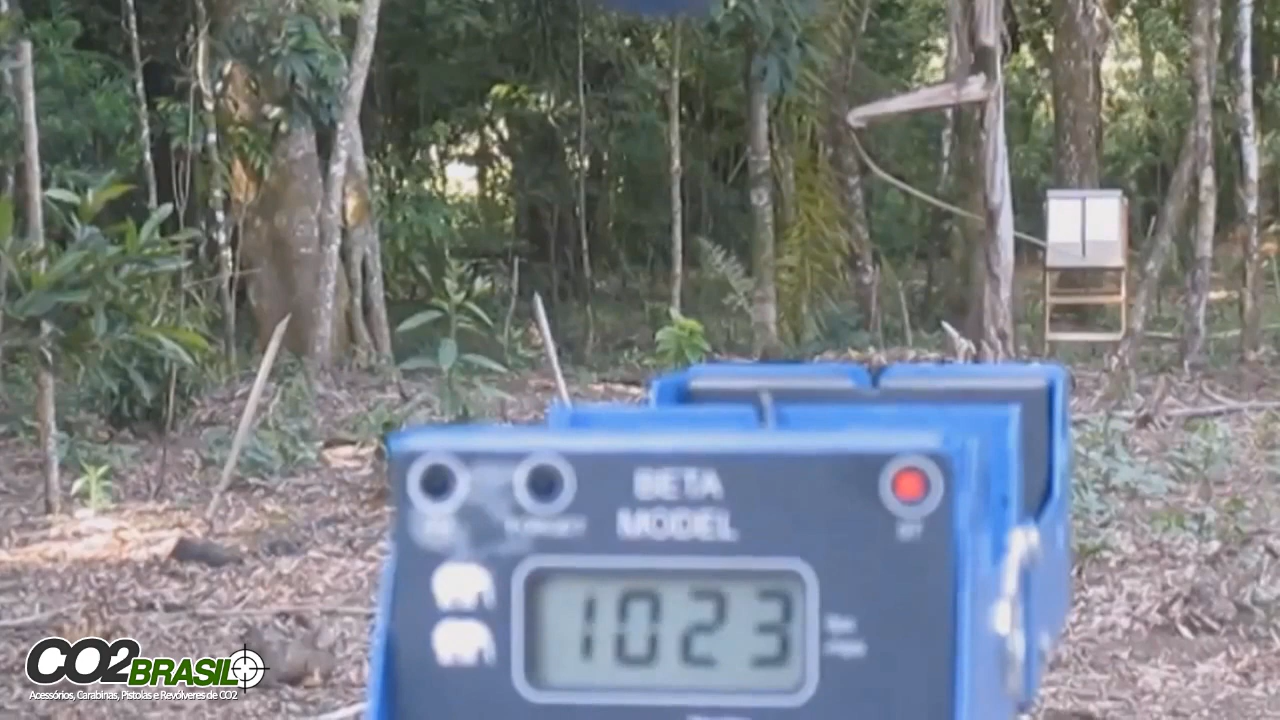 BETA
MODEL
1023
CO2BRASIL
Acessórios, Carabinas, Pistolas e Revólveres de CO2